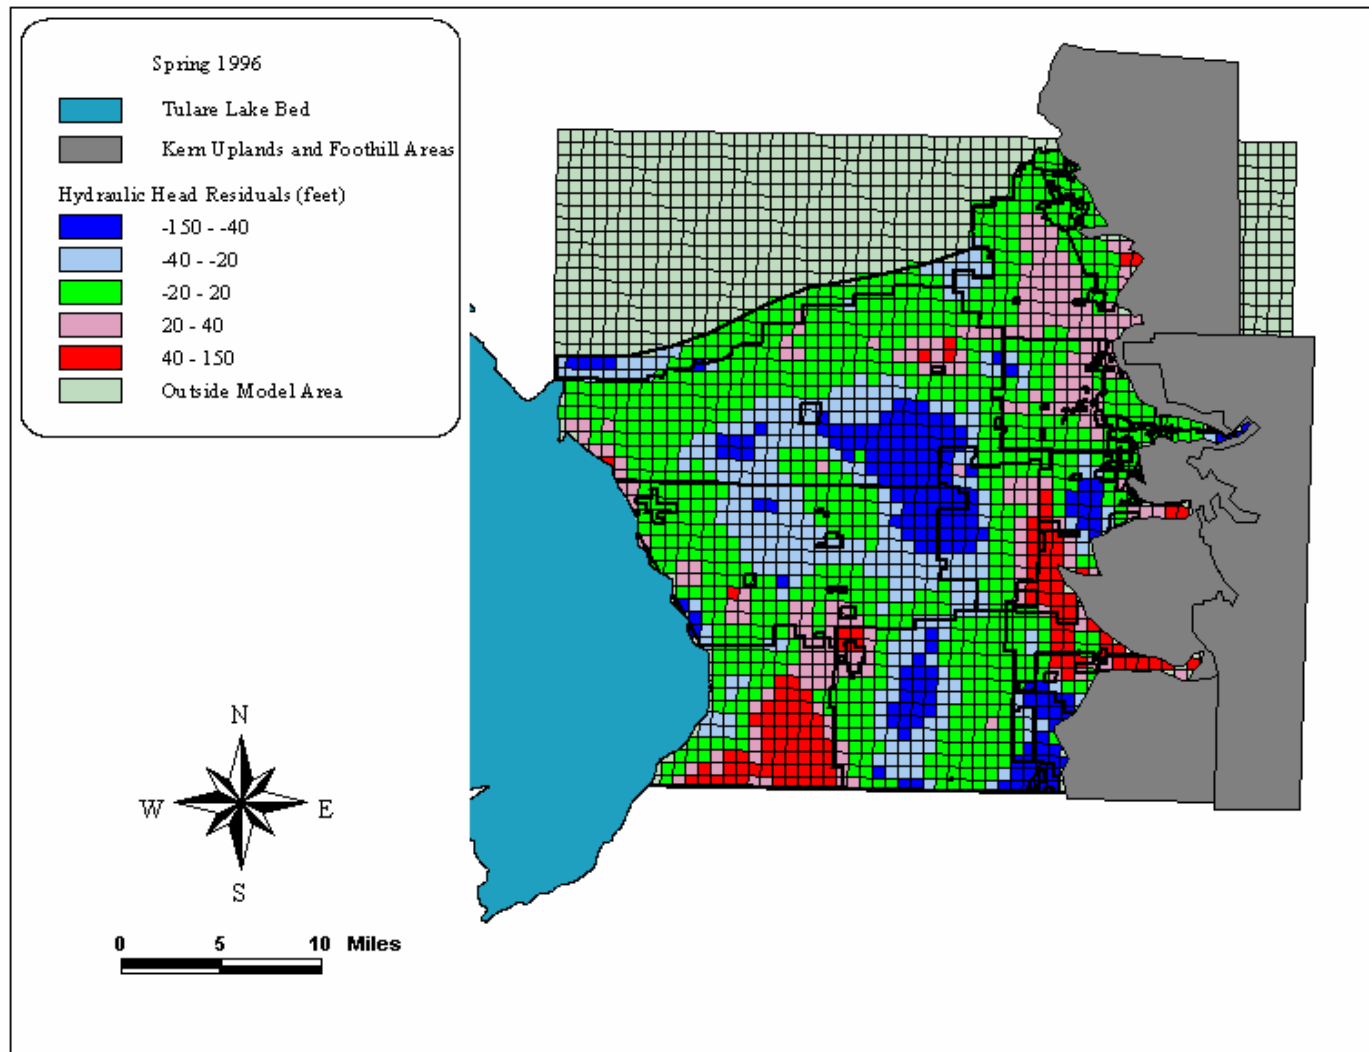 Spring 1996
Tulare Lake Bed
Kern Uplands and Foothill Areas
Hydraulic Head Residuals (feet)
-150 - -40
-40 - -20
-20 - 20
20 - 40
40 - 150
Outside Model Area
N
W E
S
0 5 10 Miles